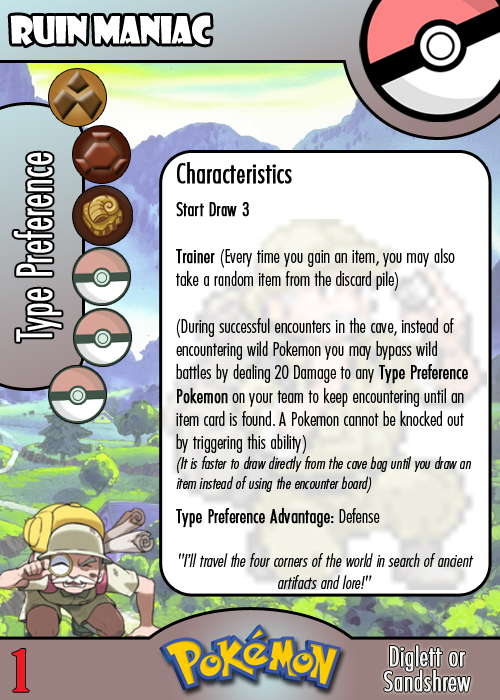 RUIN MANIAC
Type Preference
Characteristics
Start Draw 3
Trainer (Every time you gain an item, you may also
take a random item from the discard pile)
(During successful encounters in the cave, instead of
encountering wild Pokemon you may bypass wild
battles by dealing 20 Damage to any Type Preference
Pokemon on your team to keep encountering until an
item card is found. A Pokemon cannot be knocked out
by triggering this ability)
(It is faster to draw directly from the cave bag until you draw an
item instead of using the encounter board)
Type Preference Advantage: Defense
"I'll travel the four corners of the world in search of ancient
artifacts and lore!"
1
POKéMON
Diglett or
Sandshrew